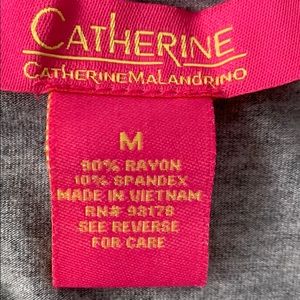 CATHERINE
CATHERINEMALANDRINO
M
90% RAYON
10% SPANDEX
MADE IN VIETNAM
RN# 93178
SEE REVERSE
FOR CARE